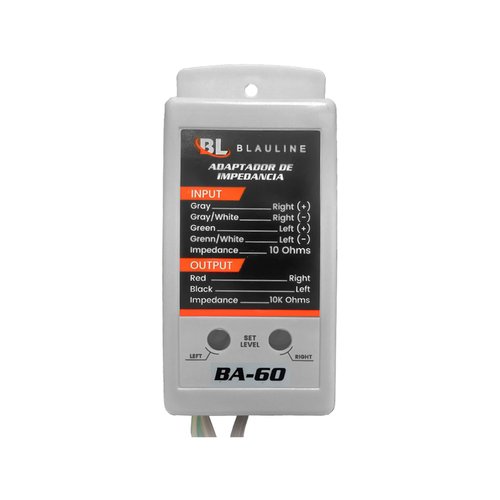 BL BLAULINE
ADAPTADOR DE
IMPEDANCIA
INPUT
Gray Right (+)
Gray/White Right (-)
Green Left (+)
Grenn/White Left (-)
Impedance 10 Ohms
OUTPUT
Red Right
Black Left
Impedance 10K Ohms
SET
LEVEL
LEFT RIGHT
BA-60